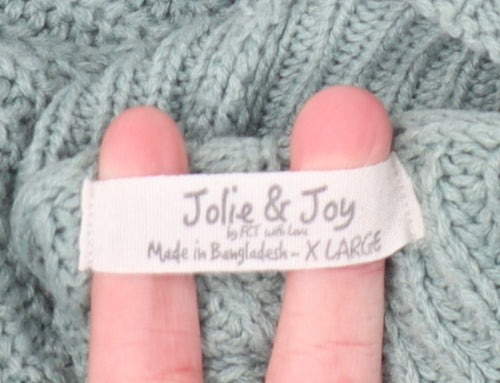 Jolie & Joy
by FCT with Love
Made in Bangladesh - X LARGE